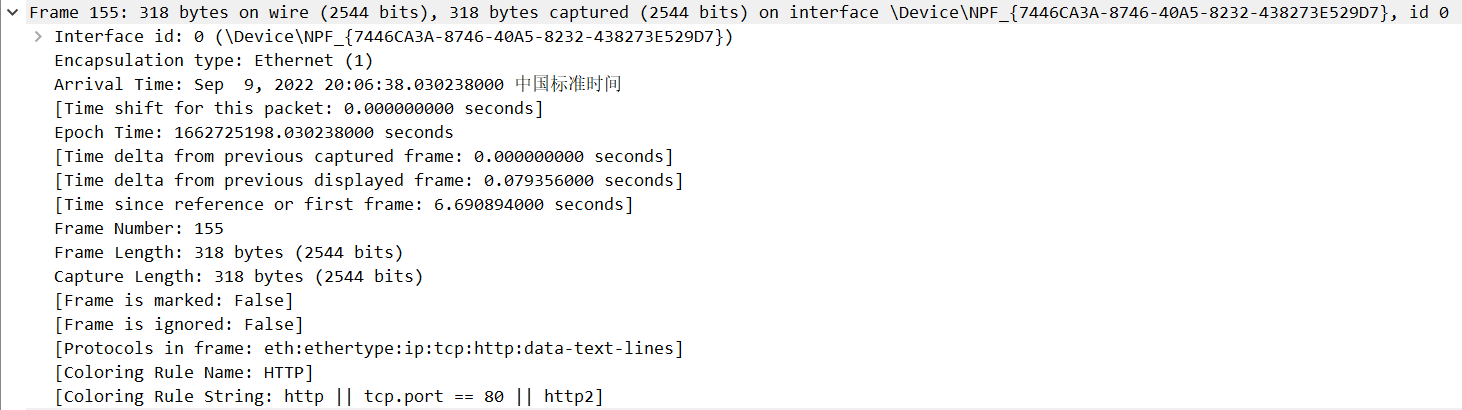 Frame 155: 318 bytes on wire (2544 bits), 318 bytes captured (2544 bits) on interface \Device\NPF_{7446CA3A-8746-40A5-8232-438273E529D7}, id 0
Interface id: 0 (\Device\NPF_{7446CA3A-8746-40A5-8232-438273E529D7})
Encapsulation type: Ethernet (1)
Arrival Time: Sep  9, 2022 20:06:38.030238000 中国标准时间
[Time shift for this packet: 0.000000000 seconds]
Epoch Time: 1662725198.030238000 seconds
[Time delta from previous captured frame: 0.000000000 seconds]
[Time delta from previous displayed frame: 0.079356000 seconds]
[Time since reference or first frame: 6.690894000 seconds]
Frame Number: 155
Frame Length: 318 bytes (2544 bits)
Capture Length: 318 bytes (2544 bits)
[Frame is marked: False]
[Frame is ignored: False]
[Protocols in frame: eth:ethertype:ip:tcp:http:data-text-lines]
[Coloring Rule Name: HTTP]
[Coloring Rule String: http || tcp.port == 80 || http2]